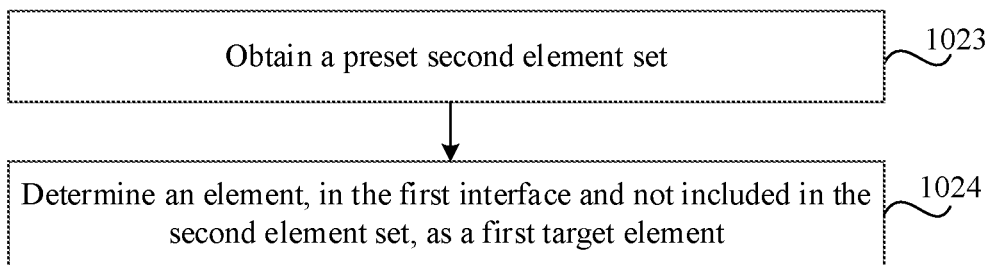 Obtain a preset second element set
1023
Determine an element, in the first interface and not included in the
second element set, as a first target element
1024